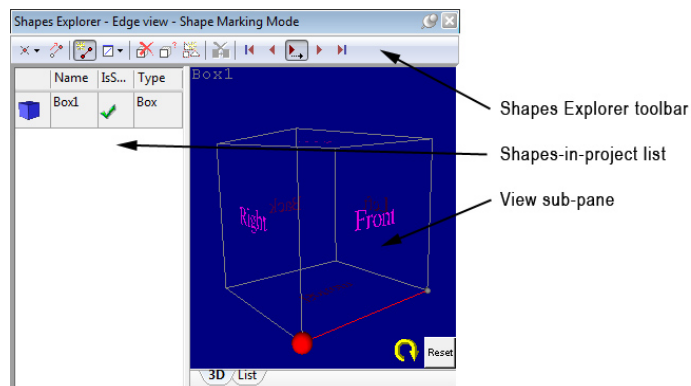 Shapes Explorer - Edge view - Shape Marking Mode
Name IsS... Type
Box1 Box
Box1
Right Front
Reset
3D List
Shapes Explorer toolbar
Shapes-in-project list
View sub-pane